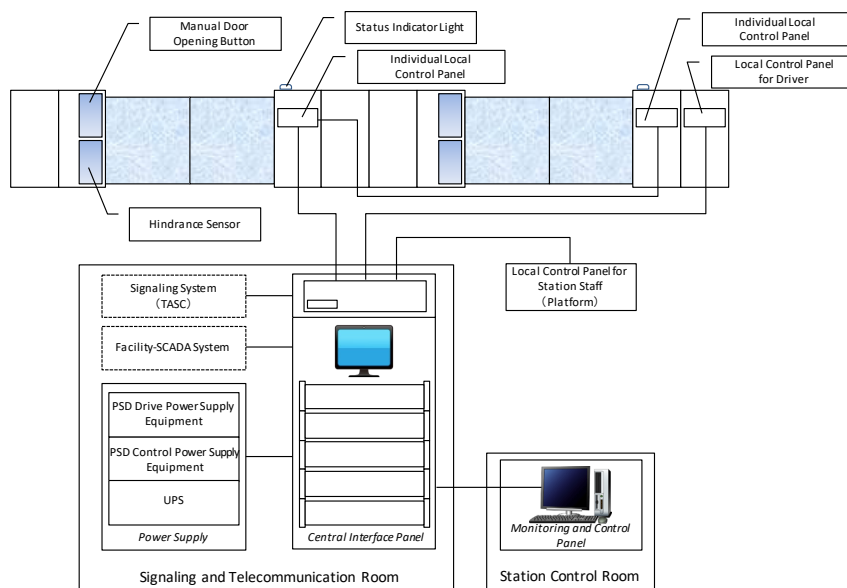 Manual Door
Opening Button
Status Indicator Light
Individual Local
Control Panel
Individual Local
Control Panel
Local Control Panel
for Driver
Hindrance Sensor
Signaling System
(TASC)
Local Control Panel for
Station Staff
(Platform)
Facility-SCADA System
PSD Drive Power Supply
Equipment
PSD Control Power Supply
Equipment
UPS
Power Supply
Central Interface Panel
Monitoring and Control
Panel
Signaling and Telecommunication Room
Station Control Room